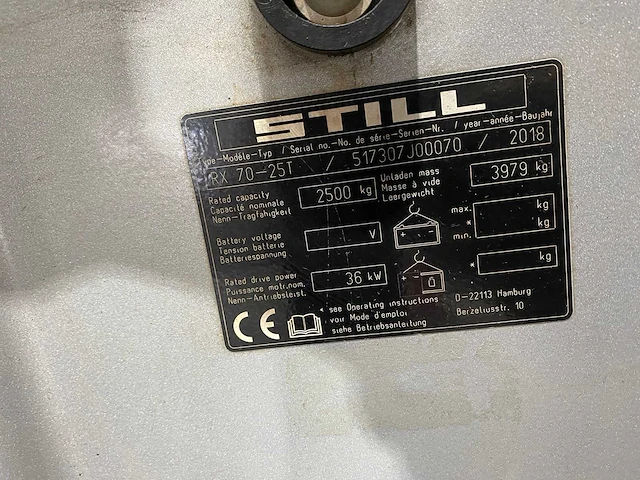 STILL
Type-Modèle-Typ / Serial no.-No. de série-Serien-Nr. / year-année-Baujahr
RX 70-25T / 517307J00070 / 2018
Rated capacity
Capacité nominale
Nenn-Tragfähigkeit
2500 kg
Unladen mass
Masse à vide
Leergewicht
3979 kg
Battery voltage
Tension batterie
Batteriespannung
V
+ -
max. kg
* kg
min.
Rated drive power
Puissance motr.nom.
Nenn-Antriebsleist.
36 kW
+ -
* kg
CE
* see Operating instructions
voir Mode d'emploi
siehe Betriebsanleitung
D-22113 Hamburg
Berzeliusstr. 10